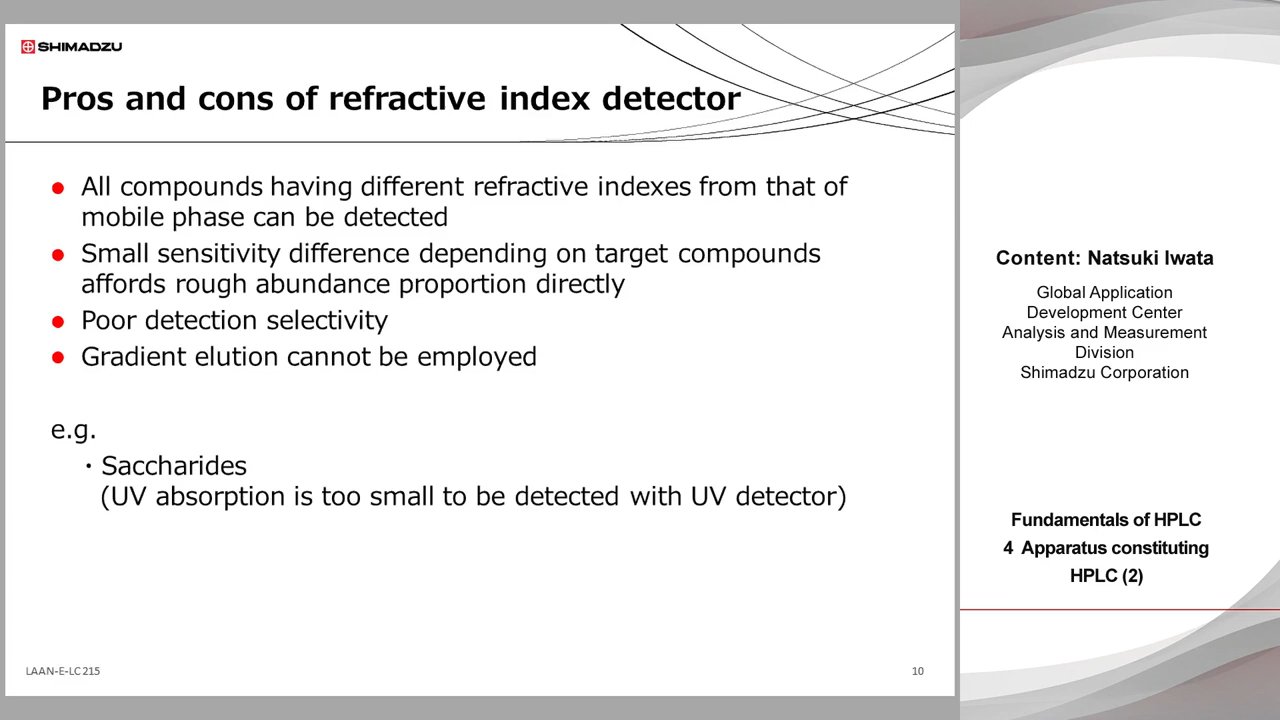 SHIMADZU
Pros and cons of refractive index detector
● All compounds having different refractive indexes from that of
mobile phase can be detected
● Small sensitivity difference depending on target compounds
affords rough abundance proportion directly
● Poor detection selectivity
● Gradient elution cannot be employed
e.g.
・Saccharides
(UV absorption is too small to be detected with UV detector)
LAAN-E-LC 215
10
Content: Natsuki Iwata
Global Application
Development Center
Analysis and Measurement
Division
Shimadzu Corporation
Fundamentals of HPLC
4 Apparatus constituting
HPLC (2)